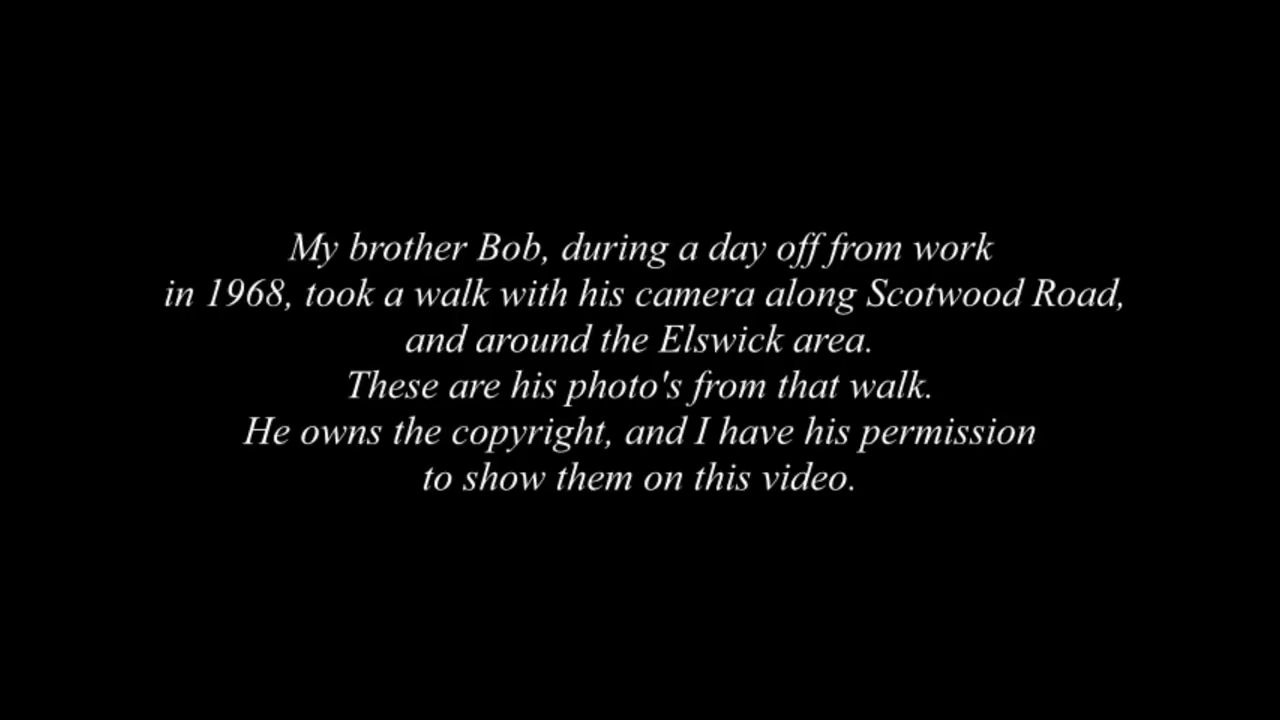 My brother Bob, during a day off from work
in 1968, took a walk with his camera along Scotwood Road,
and around the Elswick area.
These are his photo's from that walk.
He owns the copyright, and I have his permission
to show them on this video.